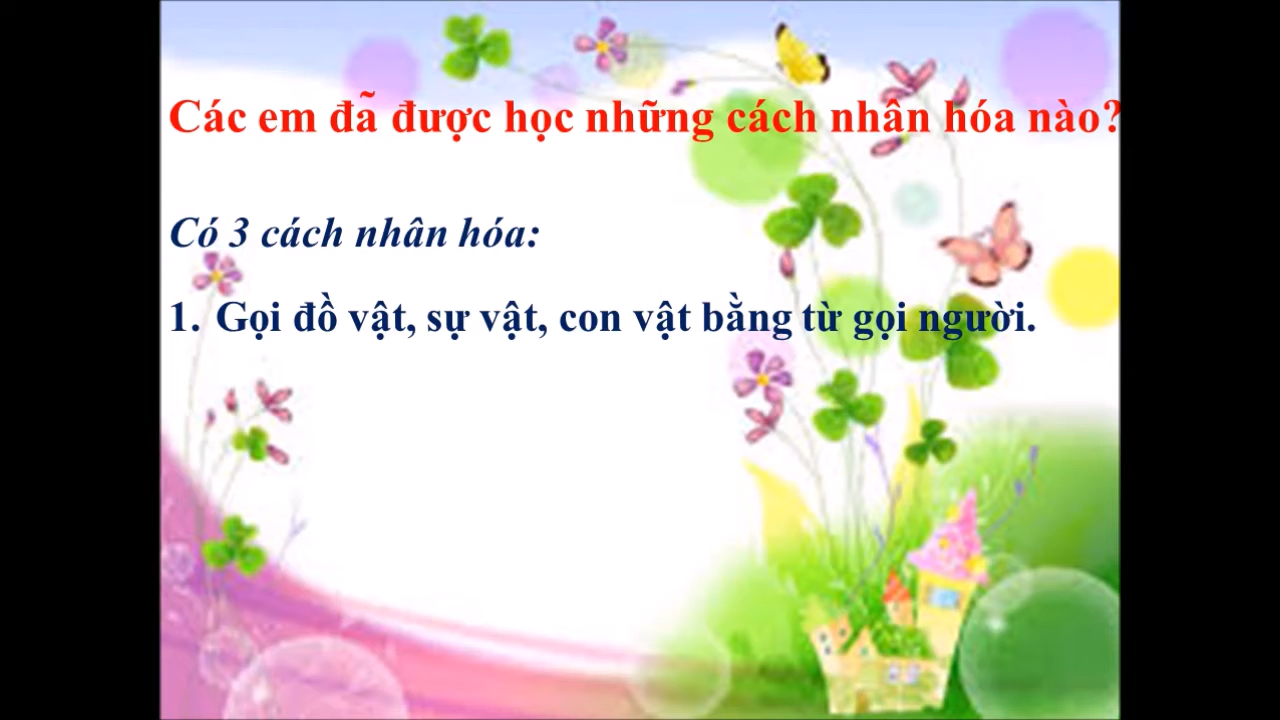 Các em đã được học những cách nhân hóa nào?
Có 3 cách nhân hóa:
1. Gọi đồ vật, sự vật, con vật bằng từ gọi người.